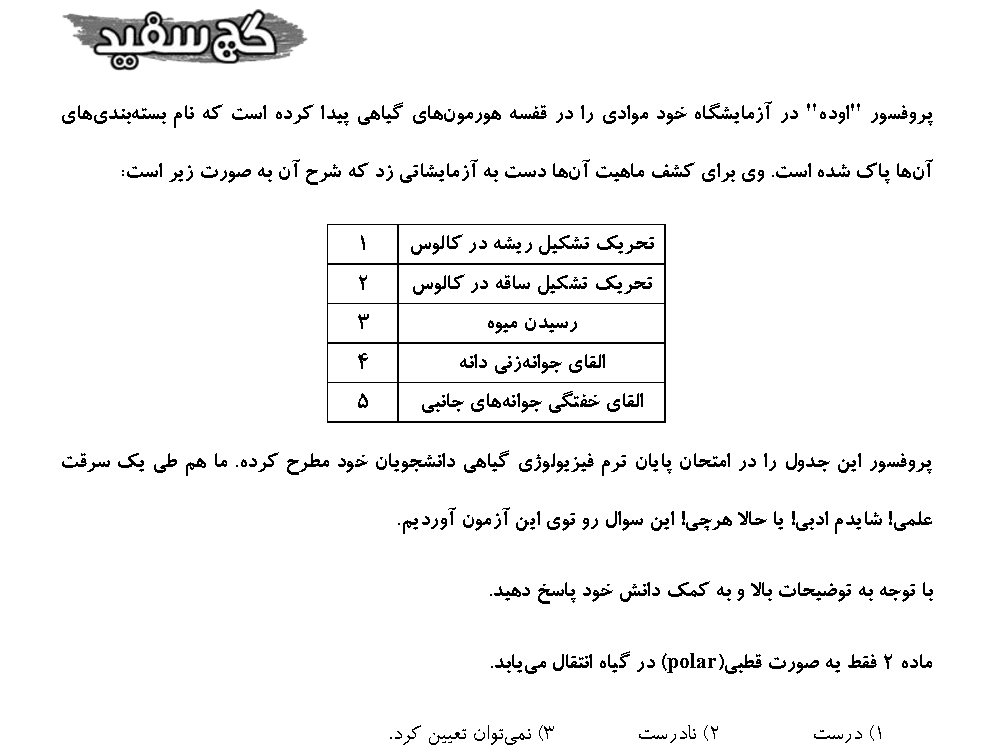 گچ سفید
پروفسور "اوده" در آزمایشگاه خود موادی را در قفسه هورمون‌های گیاهی پیدا کرده است که نام بسته‌بندی‌های
آن‌ها پاک شده است. وی برای کشف ماهیت آن‌ها دست به آزمایشاتی زد که شرح آن به صورت زیر است:
تحریک تشکیل ریشه در کالوس ۱
تحریک تشکیل ساقه در کالوس ۲
رسیدن میوه ۳
القای جوانه‌زنی دانه ۴
القای خفتگی جوانه‌های جانبی ۵
پروفسور این جدول را در امتحان پایان ترم فیزیولوژی گیاهی دانشجویان خود مطرح کرده. ما هم طی یک سرقت
علمی! شایدم ادبی! یا حالا هرچی! این سوال رو توی این آزمون آوردیم.
با توجه به توضیحات بالا و به کمک دانش خود پاسخ دهید.
ماده ۲ فقط یه صورت قطبی(polar) در گیاه انتقال می‌یابد.
۱) درست ۲) نادرست ۳) نمی‌توان تعیین کرد.